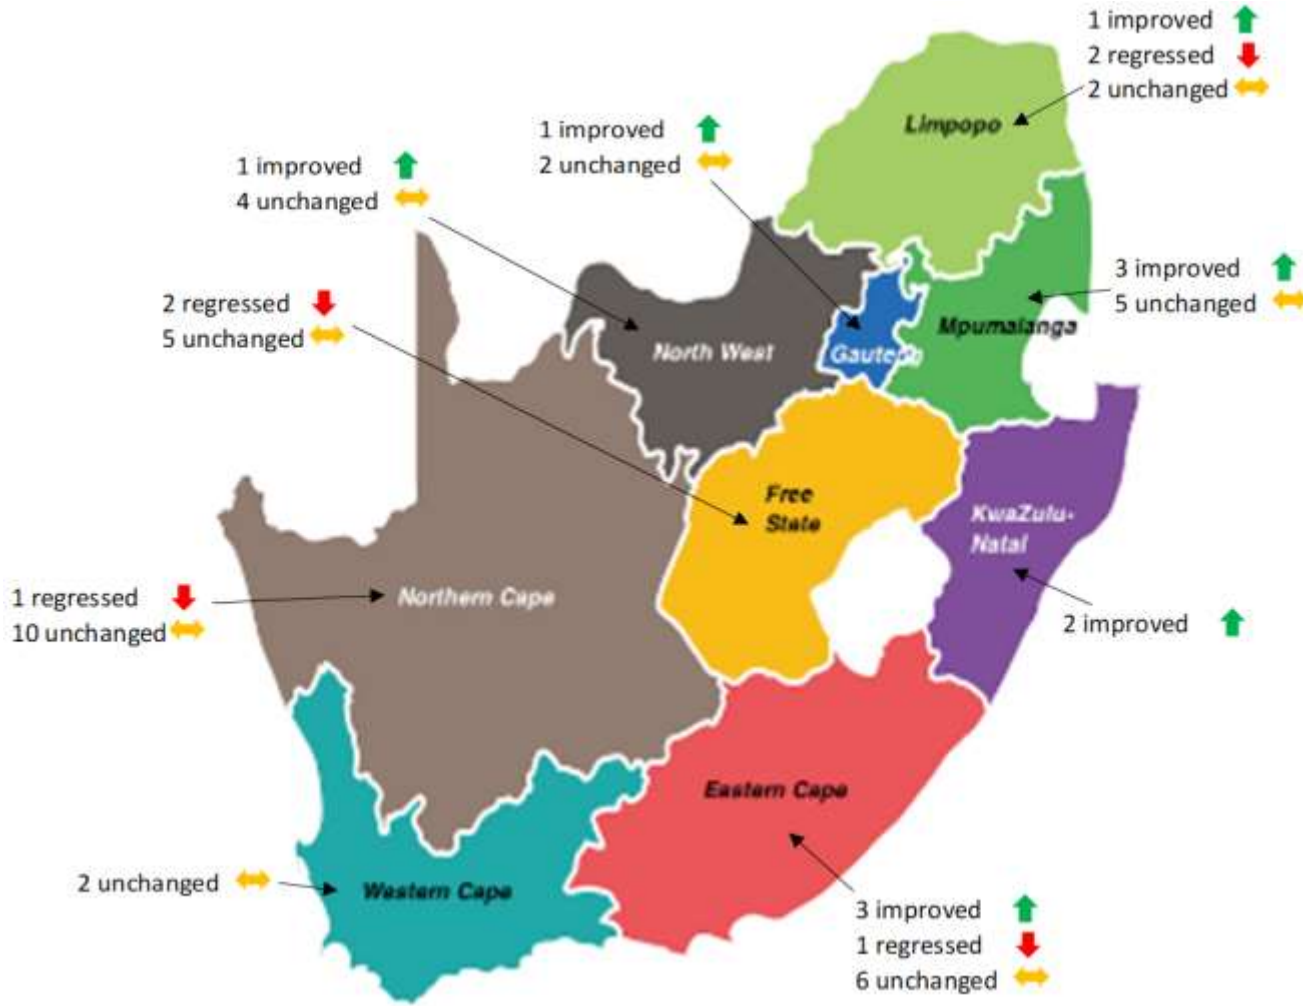 1 improved
2 regressed
2 unchanged
Limpopo
1 improved
2 unchanged
1 improved
4 unchanged
3 improved
5 unchanged
2 regressed
5 unchanged
Mpumalanga
North West
Gauteng
Free
State
KwaZulu-
Natal
1 regressed
10 unchanged
Northern Cape
2 improved
Eastern Cape
2 unchanged
Western Cape
3 improved
1 regressed
6 unchanged